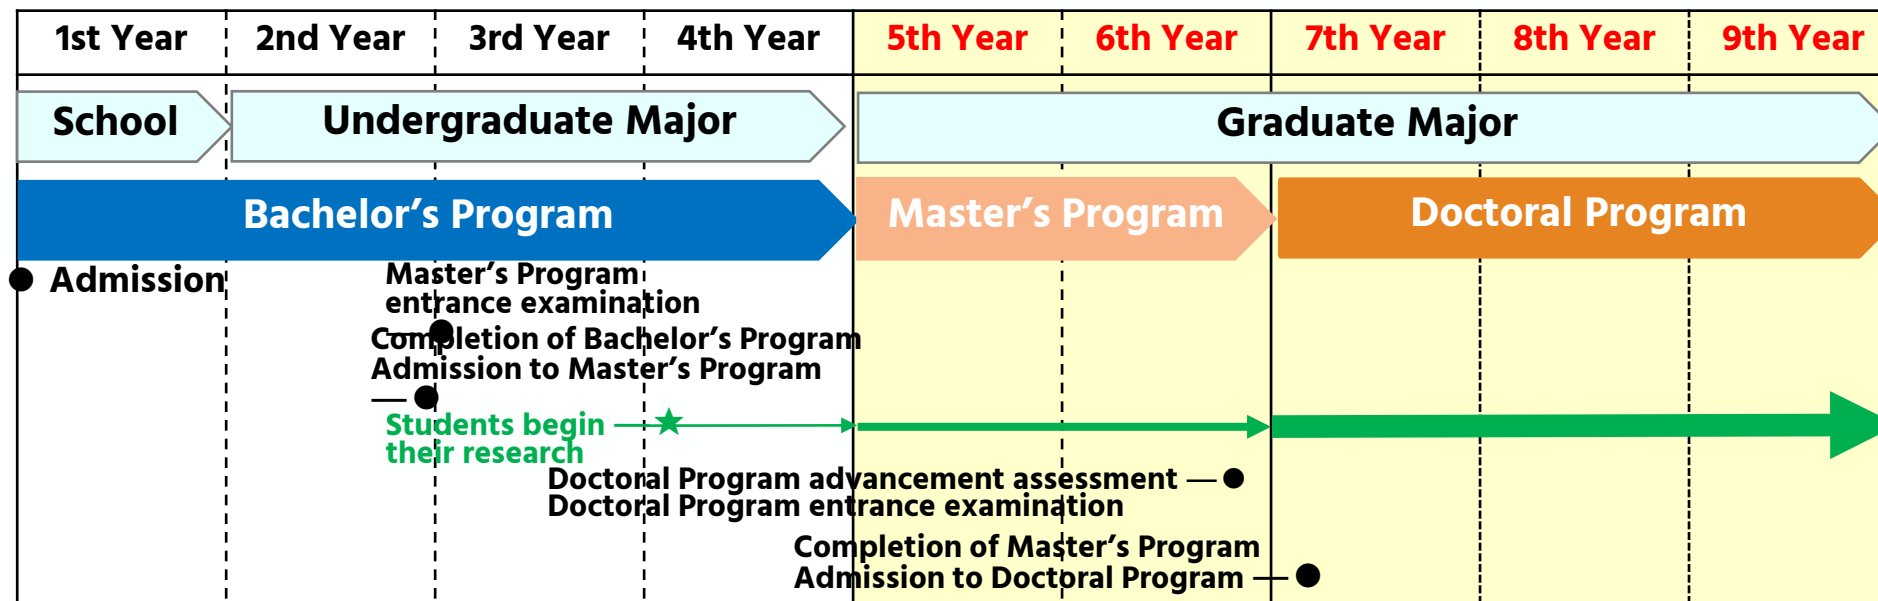 1st Year 2nd Year 3rd Year 4th Year 5th Year 6th Year 7th Year 8th Year 9th Year
School Undergraduate Major Graduate Major
Bachelor’s Program Master’s Program Doctoral Program
Admission
Master’s Program
entrance examination
Completion of Bachelor’s Program
Admission to Master’s Program
Students begin
their research
Doctoral Program advancement assessment
Doctoral Program entrance examination
Completion of Master’s Program
Admission to Doctoral Program